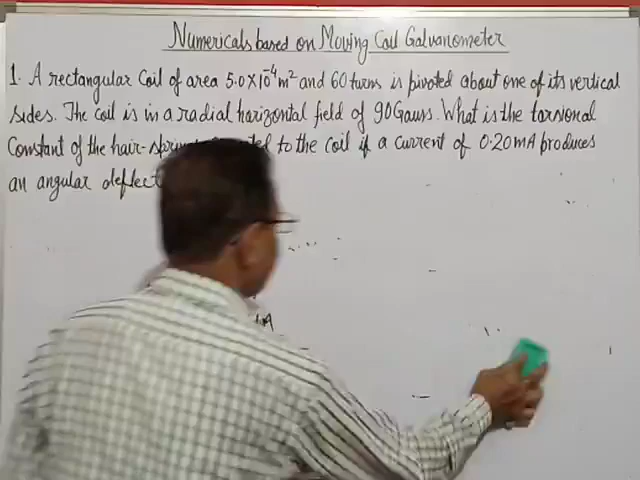 Numericals based on Moving Coil Galvanometer
1. A rectangular Coil of area 5.0×10⁻⁴m² and 60 turns is pivoted about one of its vertical
sides. The coil is in a radial horizontal field of 90Gauss. What is the torsional
Constant of the hair-spring to the coil if a current of 0.20mA produces
an angular